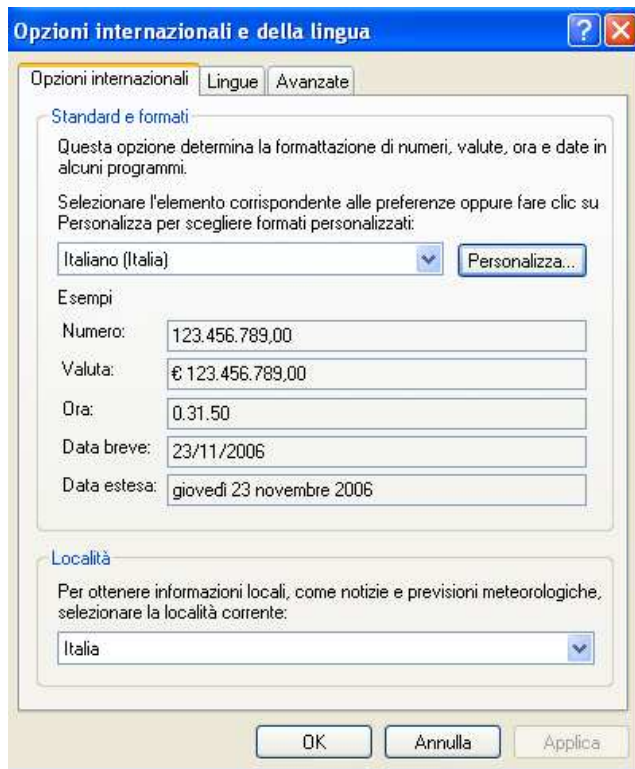 Opzioni internazionali e della lingua
Opzioni internazionali Lingue Avanzate
Standard e formati
Questa opzione determina la formattazione di numeri, valute, ora e date in
alcuni programmi.
Selezionare l'elemento corrispondente alle preferenze oppure fare clic su
Personalizza per scegliere formati personalizzati:
Italiano (Italia) Personalizza...
Esempi
Numero: 123.456.789,00
Valuta: € 123.456.789,00
Ora: 0.31.50
Data breve: 23/11/2006
Data estesa: giovedì 23 novembre 2006
Località
Per ottenere informazioni locali, come notizie e previsioni meteorologiche,
selezionare la località corrente:
Italia
OK Annulla Applica